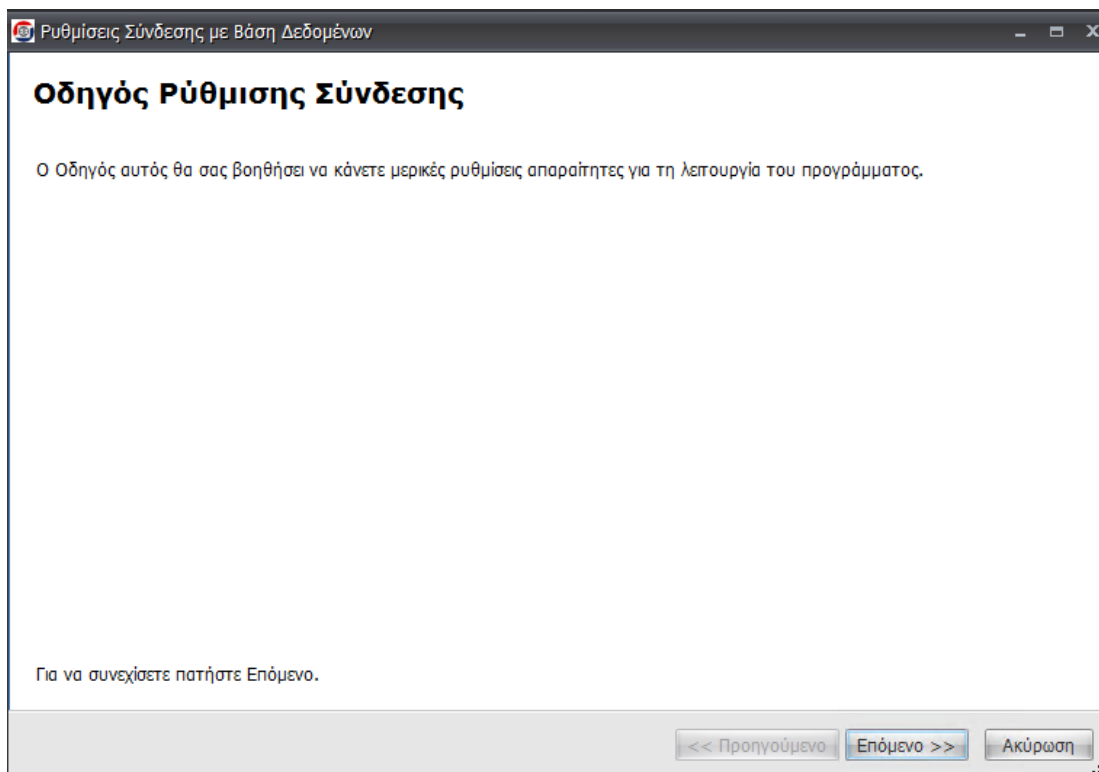 Ρυθμίσεις Σύνδεσης με Βάση Δεδομένων
Οδηγός Ρύθμισης Σύνδεσης
Ο Οδηγός αυτός θα σας βοηθήσει να κάνετε μερικές ρυθμίσεις απαραίτητες για τη λειτουργία του προγράμματος.
Για να συνεχίσετε πατήστε Επόμενο.
<< Προηγούμενο Επόμενο >> Ακύρωση